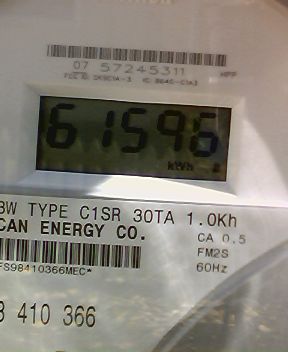 07 57245311
61596
kWh
3W TYPE C1SR 30TA 1.0Kh
CAN ENERGY CO.
CA 0.5
FM2S
60Hz
FS98410366MEC*
8 410 366